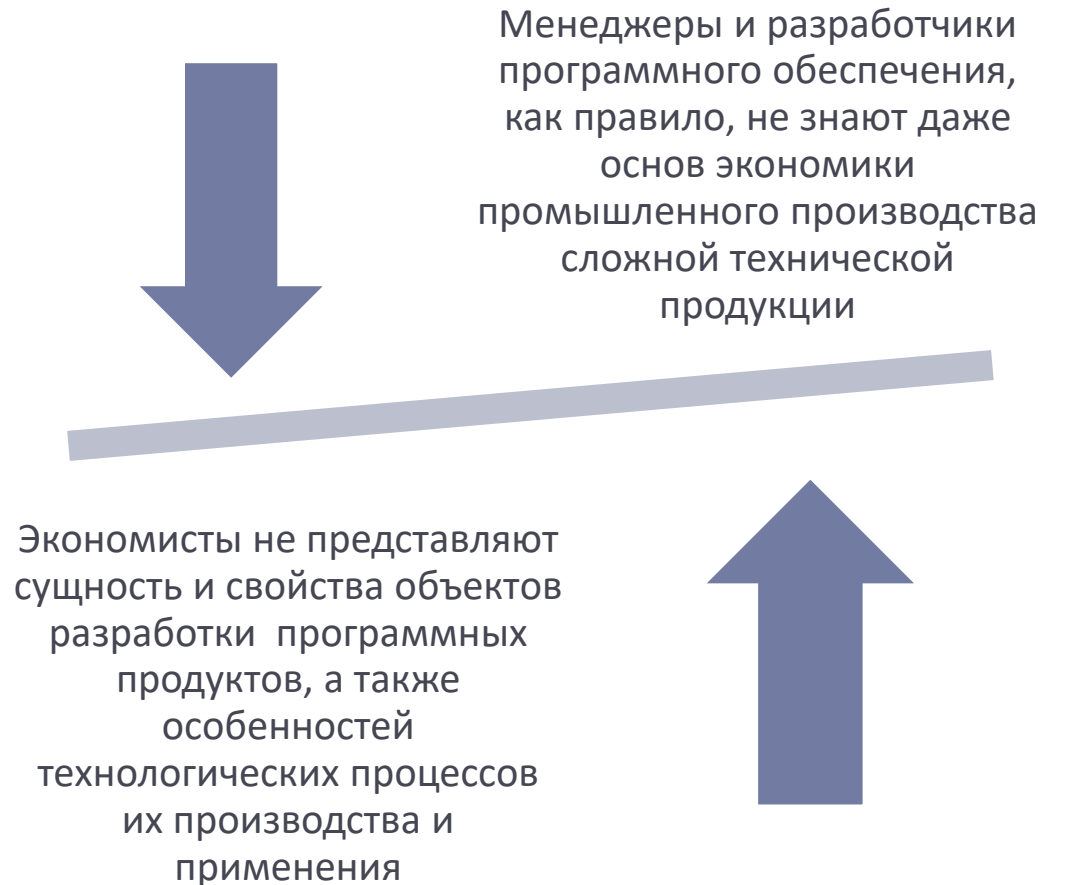 Менеджеры и разработчики
программного обеспечения,
как правило, не знают даже
основ экономики
промышленного производства
сложной технической
продукции
Экономисты не представляют
сущность и свойства объектов
разработки  программных
продуктов, а также
особенностей
технологических процессов
их производства и
применения